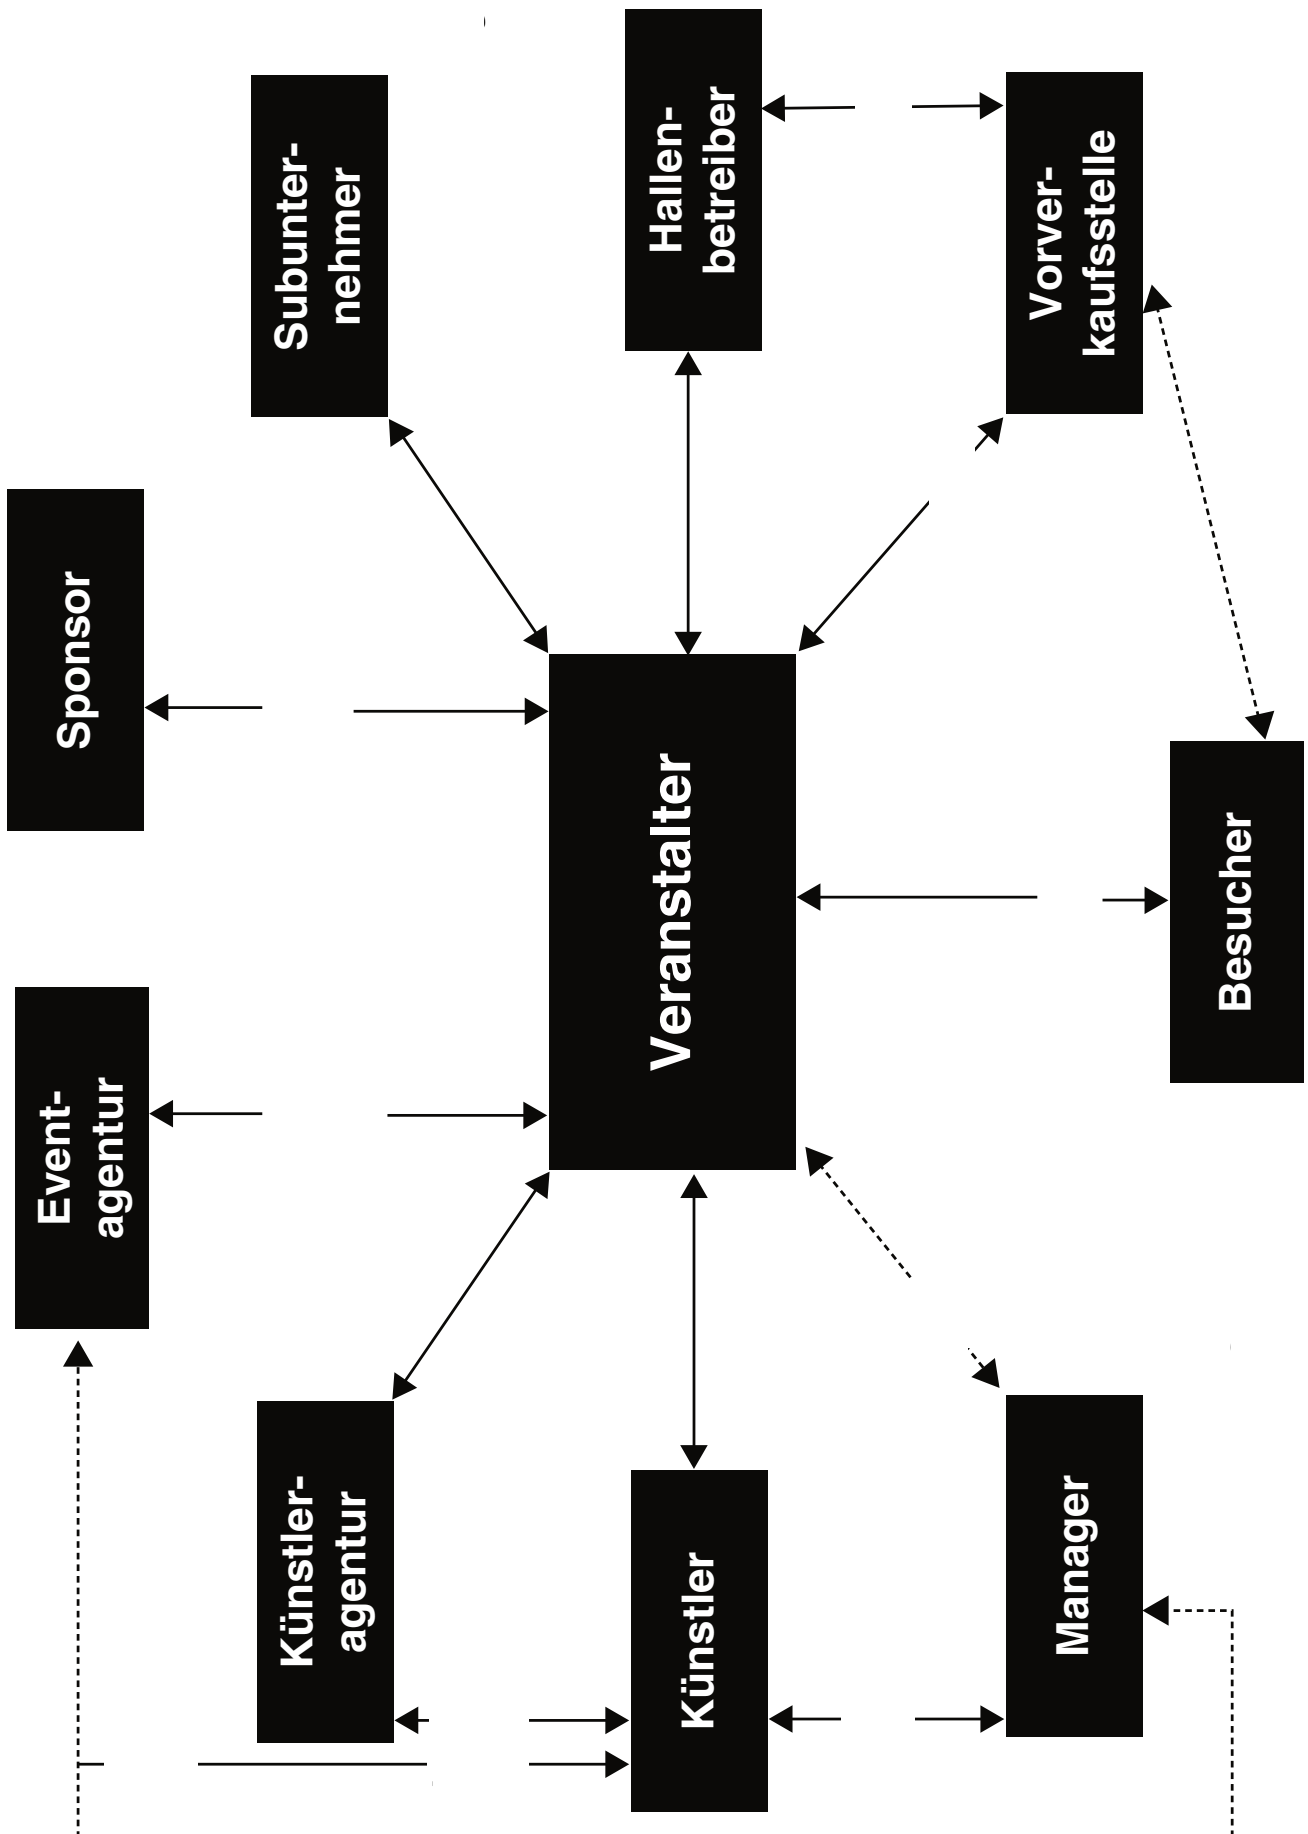 Sponsor
Event-
agentur
Subunter-
nehmer
Künstler-
agentur
Hallen-
betreiber
Veranstalter
Künstler
Vorver-
kaufsstelle
Manager
Besucher